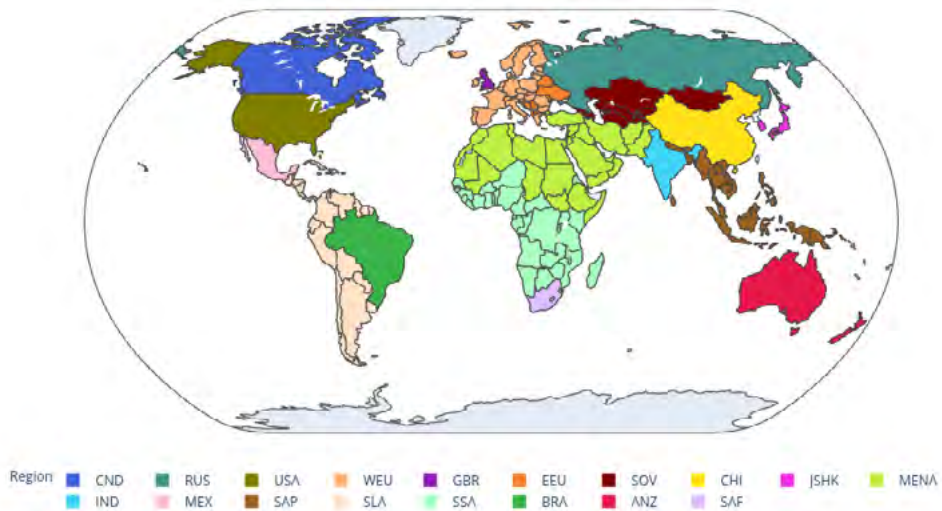 Region CND RUS USA WEU GBR EEU SOV CHI JSHK MENA
IND MEX SAP SLA SSA BRA ANZ SAF